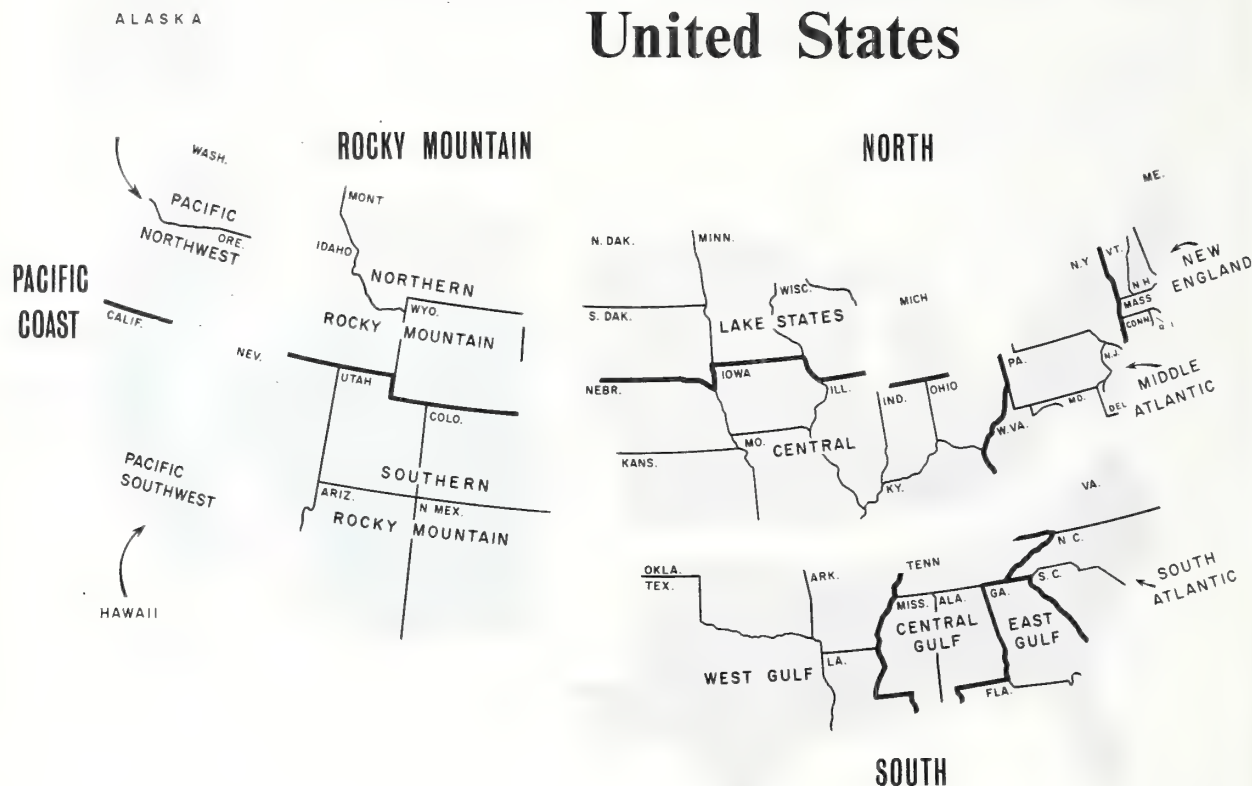 ALASKA
United States
ROCKY MOUNTAIN
NORTH
WASH.
PACIFIC
NORTHWEST
ORE.
PACIFIC
COAST
CALIF.
NEV.
PACIFIC
SOUTHWEST
HAWAII
MONT
IDAHO
NORTHERN
WYO.
ROCKY MOUNTAIN
UTAH
COLO.
SOUTHERN
ARIZ.
N MEX.
ROCKY MOUNTAIN
N. DAK.
MINN.
S. DAK.
WISC.
MICH
LAKE STATES
NEBR.
IOWA
ILL.
IND.
OHIO
MO.
CENTRAL
KANS.
KY.
ME.
N.Y
VT.
N H
MASS
CONN
R. I.
NEW
ENGLAND
PA.
N.J.
MD.
DEL
W.VA.
MIDDLE
ATLANTIC
VA.
N C.
S. C.
SOUTH
ATLANTIC
OKLA.
TEX.
ARK.
TENN
MISS.
ALA.
GA.
CENTRAL
GULF
EAST
GULF
LA.
WEST GULF
FLA.
SOUTH